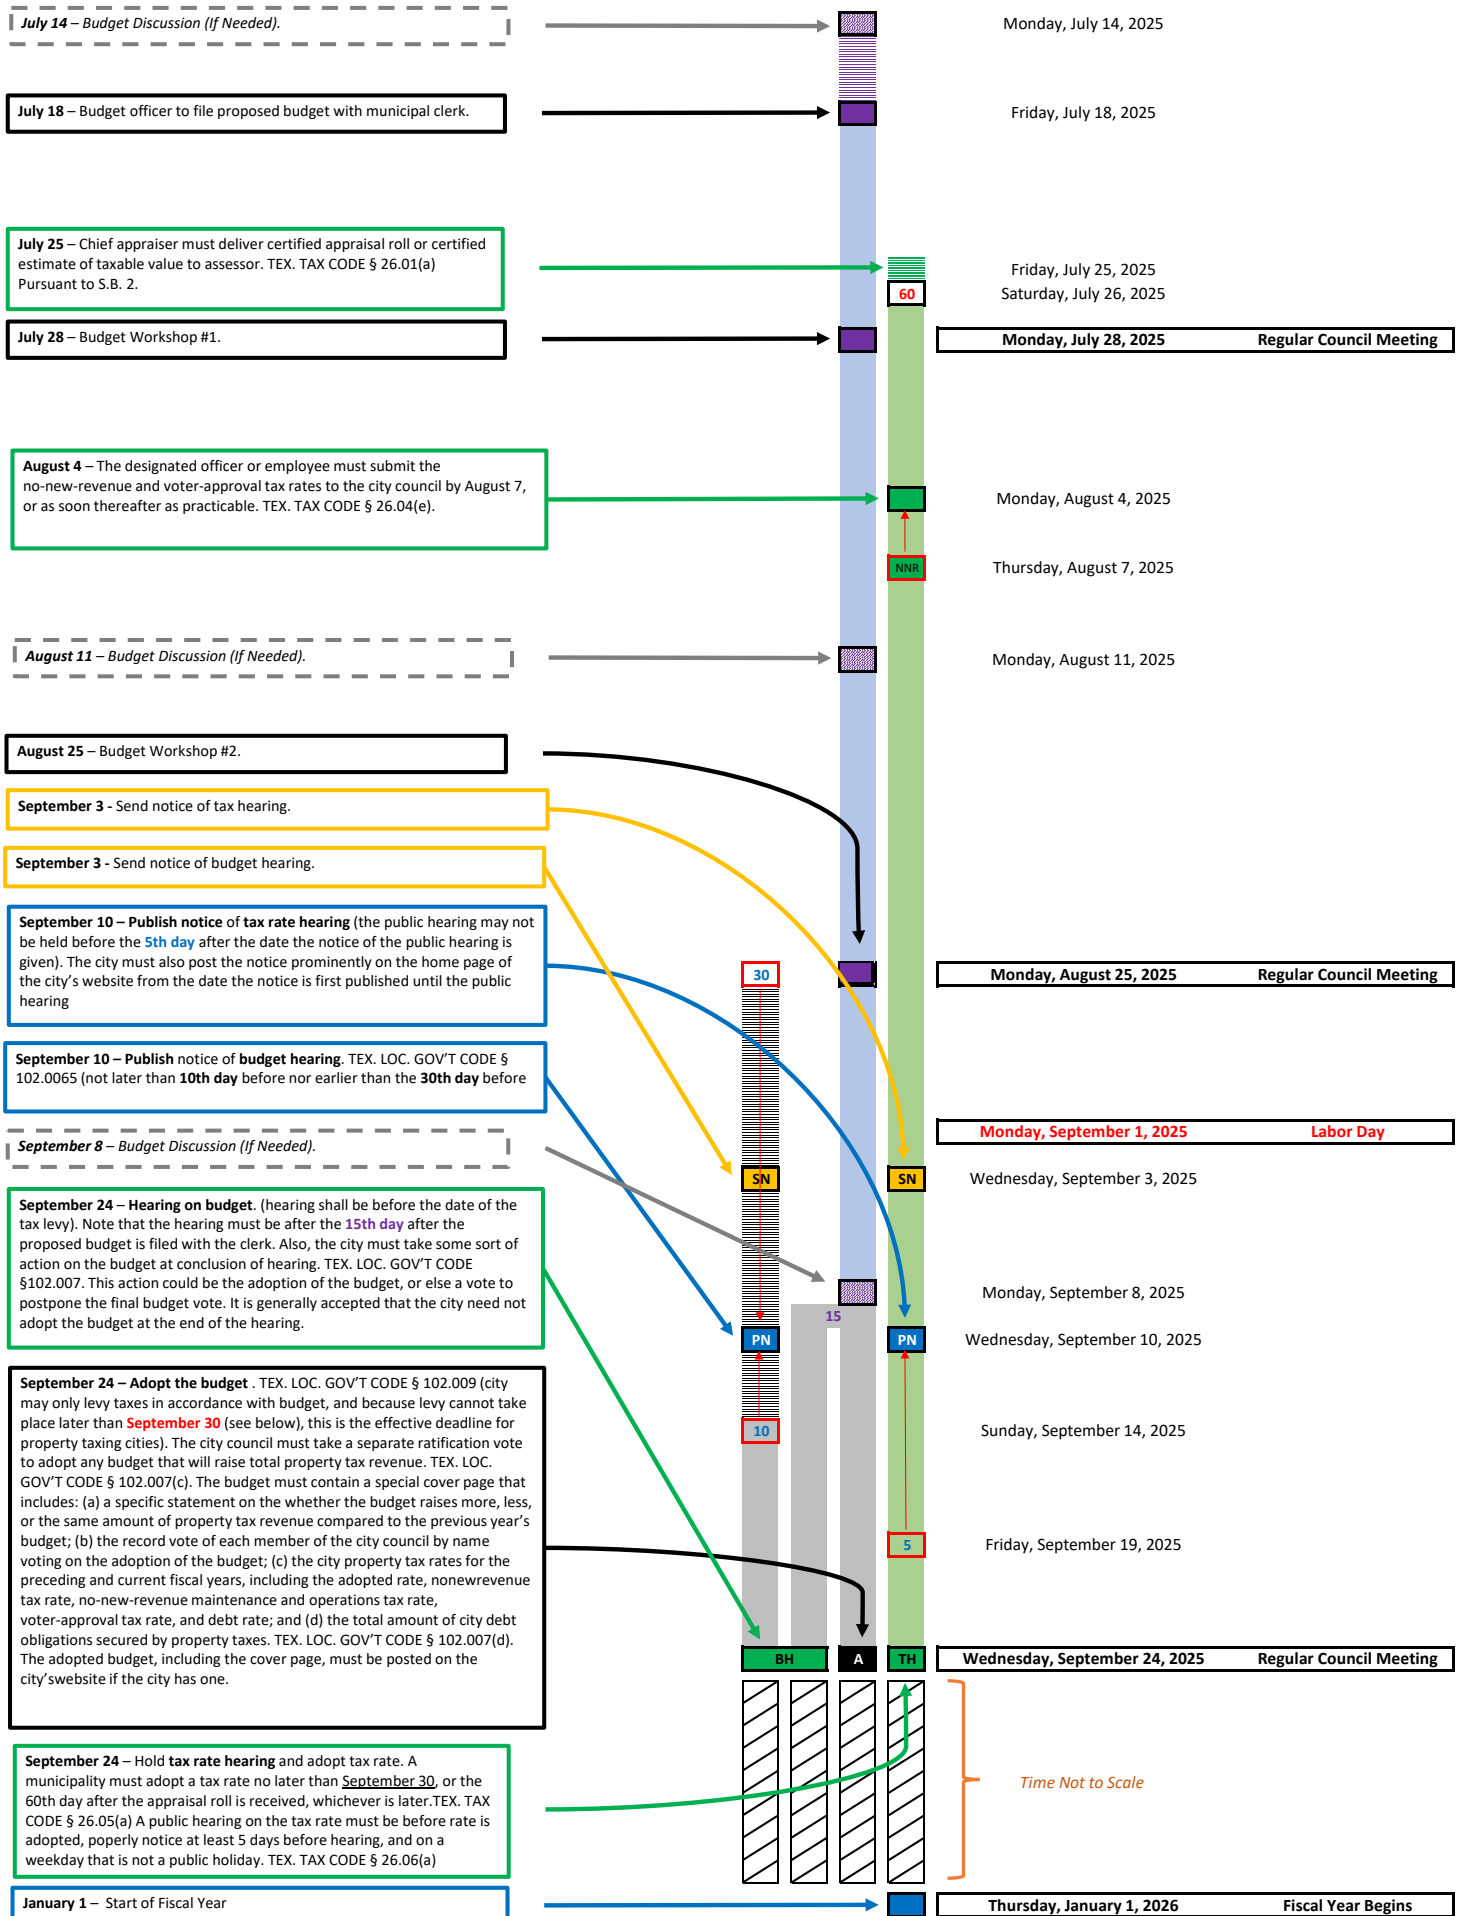 July 14 – Budget Discussion (If Needed).
Monday, July 14, 2025
July 18 – Budget officer to file proposed budget with municipal clerk.
Friday, July 18, 2025
July 25 – Chief appraiser must deliver certified appraisal roll or certified
estimate of taxable value to assessor. TEX. TAX CODE § 26.01(a)
Pursuant to S.B. 2.
Friday, July 25, 2025
60
Saturday, July 26, 2025
July 28 – Budget Workshop #1.
Monday, July 28, 2025 Regular Council Meeting
August 4 – The designated officer or employee must submit the
no-new-revenue and voter-approval tax rates to the city council by August 7,
or as soon thereafter as practicable. TEX. TAX CODE § 26.04(e).
Monday, August 4, 2025
NNR
Thursday, August 7, 2025
August 11 – Budget Discussion (If Needed).
Monday, August 11, 2025
August 25 – Budget Workshop #2.
September 3 - Send notice of tax hearing.
September 3 - Send notice of budget hearing.
September 10 – Publish notice of tax rate hearing (the public hearing may not
be held before the 5th day after the date the notice of the public hearing is
given). The city must also post the notice prominently on the home page of
the city's website from the date the notice is first published until the public
hearing
30
Monday, August 25, 2025 Regular Council Meeting
September 10 – Publish notice of budget hearing. TEX. LOC. GOV'T CODE §
102.0065 (not later than 10th day before nor earlier than the 30th day before
Monday, September 1, 2025 Labor Day
September 8 – Budget Discussion (If Needed).
SN
SN
Wednesday, September 3, 2025
September 24 – Hearing on budget. (hearing shall be before the date of the
tax levy). Note that the hearing must be after the 15th day after the
proposed budget is filed with the clerk. Also, the city must take some sort of
action on the budget at conclusion of hearing. TEX. LOC. GOV'T CODE
§102.007. This action could be the adoption of the budget, or else a vote to
postpone the final budget vote. It is generally accepted that the city need not
adopt the budget at the end of the hearing.
Monday, September 8, 2025
15
PN
PN
Wednesday, September 10, 2025
September 24 – Adopt the budget . TEX. LOC. GOV'T CODE § 102.009 (city
may only levy taxes in accordance with budget, and because levy cannot take
place later than September 30 (see below), this is the effective deadline for
property taxing cities). The city council must take a separate ratification vote
to adopt any budget that will raise total property tax revenue. TEX. LOC.
GOV'T CODE § 102.007(c). The budget must contain a special cover page that
includes: (a) a specific statement on the whether the budget raises more, less,
or the same amount of property tax revenue compared to the previous year's
budget; (b) the record vote of each member of the city council by name
voting on the adoption of the budget; (c) the city property tax rates for the
preceding and current fiscal years, including the adopted rate, nonewrevenue
tax rate, no-new-revenue maintenance and operations tax rate,
voter-approval tax rate, and debt rate; and (d) the total amount of city debt
obligations secured by property taxes. TEX. LOC. GOV'T CODE § 102.007(d).
The adopted budget, including the cover page, must be posted on the
city'swebsite if the city has one.
10
Sunday, September 14, 2025
5
Friday, September 19, 2025
BH
A
TH
Wednesday, September 24, 2025 Regular Council Meeting
September 24 – Hold tax rate hearing and adopt tax rate. A
municipality must adopt a tax rate no later than September 30, or the
60th day after the appraisal roll is received, whichever is later.TEX. TAX
CODE § 26.05(a) A public hearing on the tax rate must be before rate is
adopted, poperly notice at least 5 days before hearing, and on a
weekday that is not a public holiday. TEX. TAX CODE § 26.06(a)
Time Not to Scale
January 1 – Start of Fiscal Year
Thursday, January 1, 2026 Fiscal Year Begins